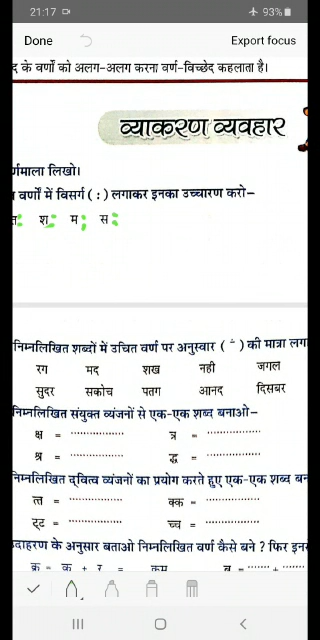 21:17 93%
Done Export focus
द के वर्णों को अलग-अलग करना वर्ण-विच्छेद कहलाता है।
व्याकरण व्यवहार
र्णमाला लिखो।
वर्णों में विसर्ग ( : ) लगाकर इनका उच्चारण करो–
त: श: म: स:
निम्नलिखित शब्दों में उचित वर्ण पर अनुस्वार ( ∸ ) की मात्रा लगा
रग मद शख नही जगल
सुदर सकोच पतग आनद दिसबर
निम्नलिखित संयुक्त व्यंजनों से एक-एक शब्द बनाओ–
क्ष = ............... त्र = ...............
श्र = ............... द्ध = ...............
निम्नलिखित द्वित्व व्यंजनों का प्रयोग करते हुए एक-एक शब्द बन
त्त = ............... क्क = ...............
ट्ट = ............... च्च = ...............
दाहरण के अनुसार बताओ निम्नलिखित वर्ण कैसे बने ? फिर इन
क्र = क् + र =